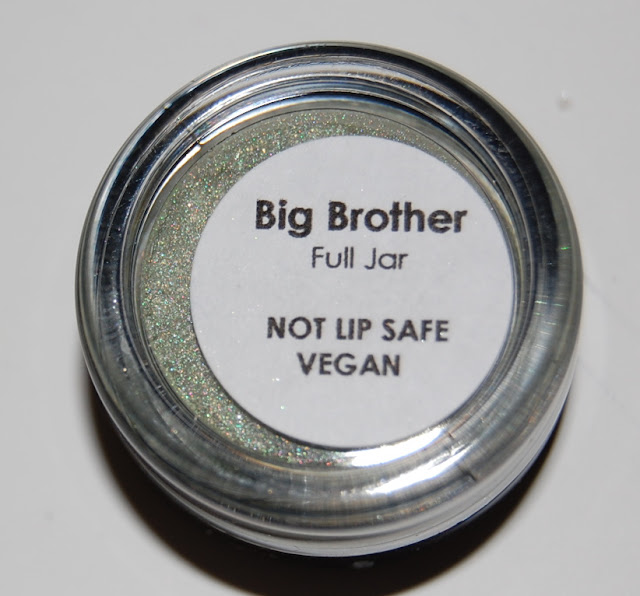 Big Brother
Full Jar
NOT LIP SAFE
VEGAN